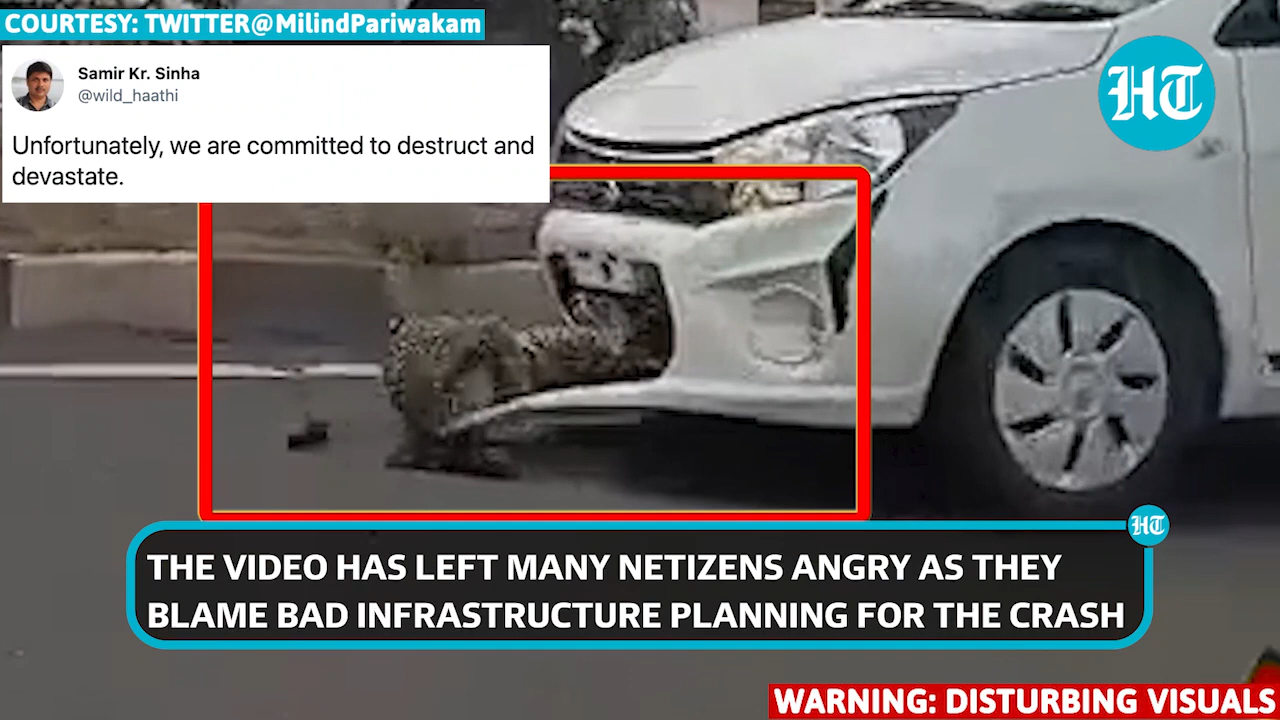 COURTESY: TWITTER@MilindPariwakam
Samir Kr. Sinha
@wild_haathi
Unfortunately, we are committed to destruct and
devastate.
HT
HT
THE VIDEO HAS LEFT MANY NETIZENS ANGRY AS THEY
BLAME BAD INFRASTRUCTURE PLANNING FOR THE CRASH
WARNING: DISTURBING VISUALS